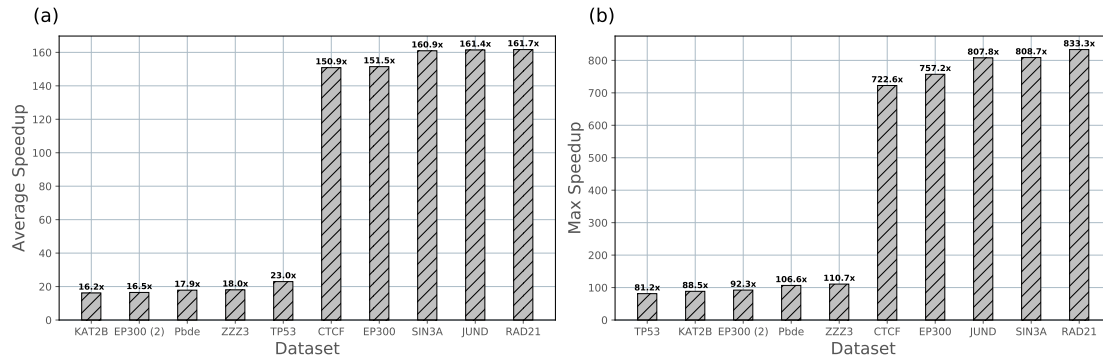 (a)
Average Speedup
160
140
120
100
80
60
40
20
0
16.2x 16.5x 17.9x 18.0x 23.0x 150.9x 151.5x 160.9x 161.4x 161.7x
KAT2B EP300 (2) Pbde ZZZ3 TP53 CTCF EP300 SIN3A JUND RAD21
Dataset
(b)
Max Speedup
800
700
600
500
400
300
200
100
0
81.2x 88.5x 92.3x 106.6x 110.7x 722.6x 757.2x 807.8x 808.7x 833.3x
TP53 KAT2B EP300 (2) Pbde ZZZ3 CTCF EP300 JUND SIN3A RAD21
Dataset